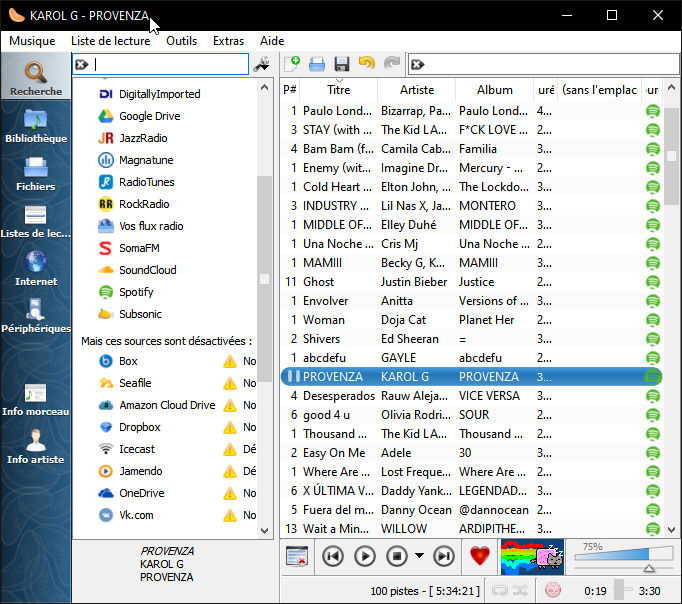 KAROL G - PROVENZA
Musique Liste de lecture Outils Extras Aide
Recherche
Bibliothèque
Fichiers
Listes de lec...
Internet
Périphériques
Info morceau
Info artiste
DI DigitallyImported
Google Drive
JR JazzRadio
Magnatune
RadioTunes
RR RockRadio
Vos flux radio
S SomaFM
SoundCloud
Spotify
Subsonic
Mais ces sources sont désactivées :
Box No
Seafile No
Amazon Cloud Drive No
Dropbox No
Icecast Dé
Jamendo Dé
OneDrive No
Vk.com No
PROVENZA
KAROL G
PROVENZA
P# Titre Artiste Album uré (sans l'emplac our
1 Paulo Lond... Bizarrap, Pa... Paulo Lond... 4...
3 STAY (with ... The Kid LA... F*CK LOVE ... 2...
4 Bam Bam (f... Camila Cab... Familia 3...
1 Enemy (wit... Imagine Dr... Mercury - ... 2...
1 Cold Heart ... Elton John, ... The Lockdo... 3...
3 INDUSTRY ... Lil Nas X, Ja... MONTERO 3...
1 MIDDLE OF... Elley Duhé MIDDLE OF... 3...
1 Una Noche ... Cris Mj Una Noche ... 2...
1 MAMIII Becky G, K... MAMIII 3...
11 Ghost Justin Bieber Justice 2...
1 Envolver Anitta Versions of ... 3...
1 Woman Doja Cat Planet Her 2...
2 Shivers Ed Sheeran = 3...
1 abcdefu GAYLE abcdefu 2...
PROVENZA KAROL G PROVENZA 3...
4 Desesperados Rauw Aleja... VICE VERSA 3...
6 good 4 u Olivia Rodri... SOUR 2...
1 Thousand ... The Kid LA... Thousand ... 2...
2 Easy On Me Adele 30 3...
1 Where Are ... Lost Freque... Where Are ... 2...
6 X ÚLTIMA V... Daddy Yank... LEGENDAD... 3...
5 Fuera del m... Danny Ocean @dannocean 3...
13 Wait a Min... WILLOW ARDIPITHE... 3...
75%
100 pistes - [ 5:34:21 ]
0:19 3:30